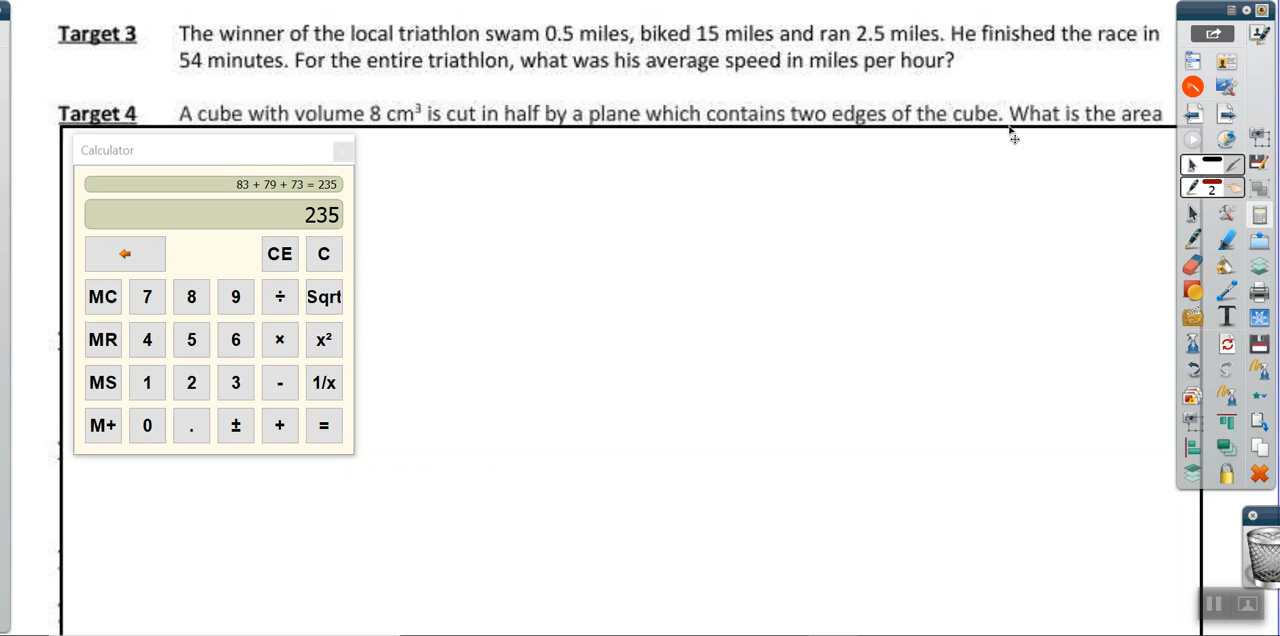 Target 3 The winner of the local triathlon swam 0.5 miles, biked 15 miles and ran 2.5 miles. He finished the race in
54 minutes. For the entire triathlon, what was his average speed in miles per hour?
Target 4 A cube with volume 8 cm³ is cut in half by a plane which contains two edges of the cube. What is the area
Calculator
83 + 79 + 73 = 235
235
CE C
MC 7 8 9 ÷ Sqrt
MR 4 5 6 × x²
MS 1 2 3 - 1/x
M+ 0 . ± + =
2
T